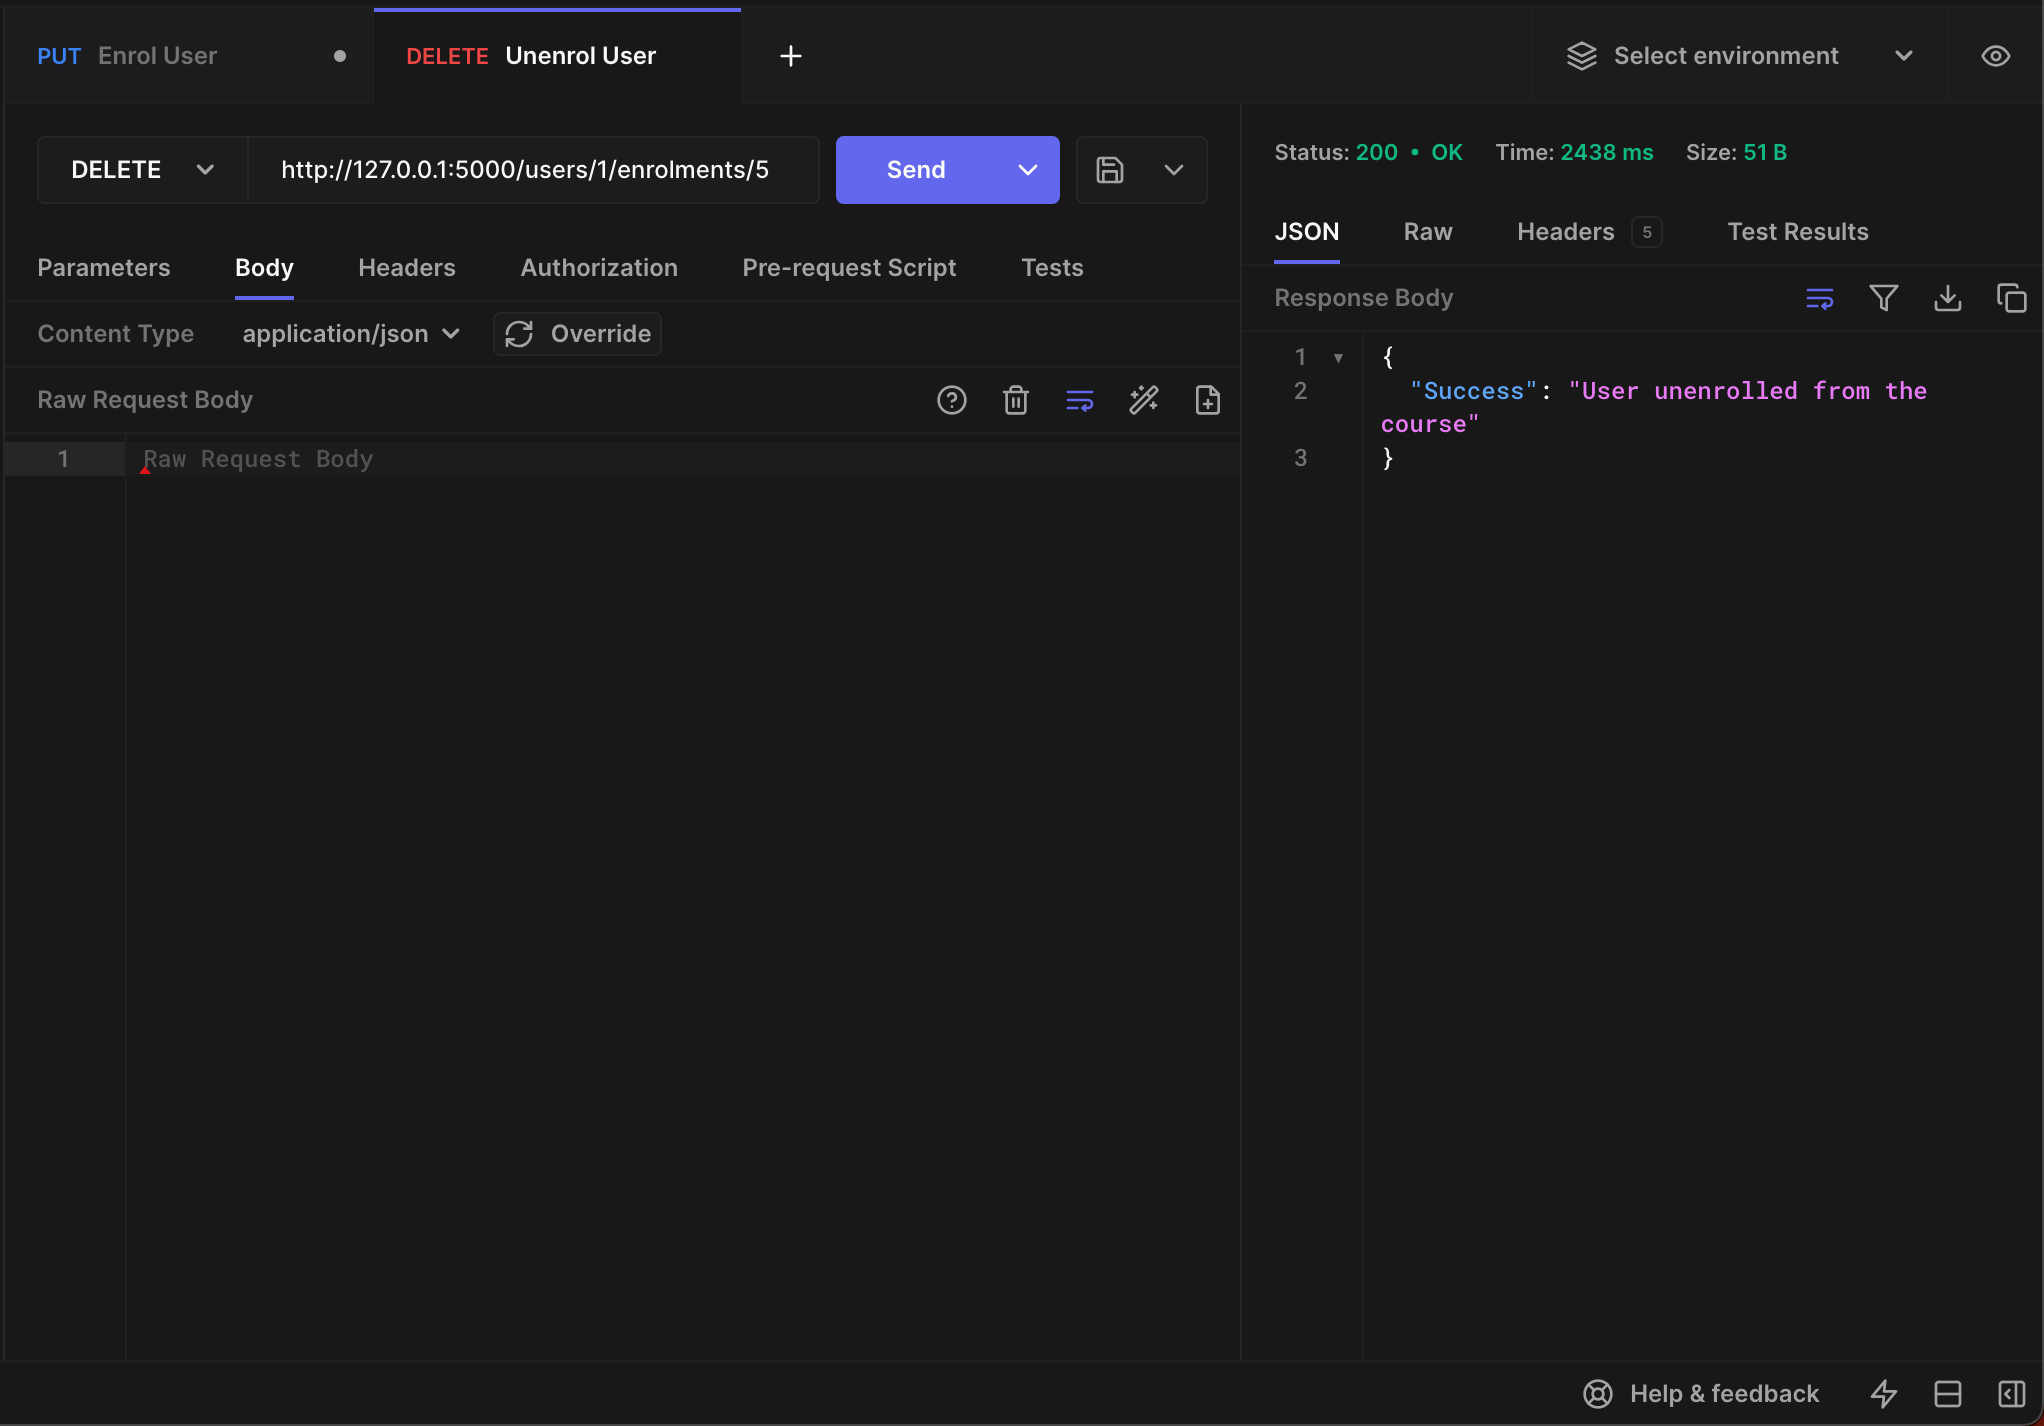 PUT Enrol User
DELETE Unenrol User
Select environment
DELETE http://127.0.0.1:5000/users/1/enrolments/5 Send
Parameters Body Headers Authorization Pre-request Script Tests
Content Type application/json Override
Raw Request Body
1 Raw Request Body
Status: 200 • OK Time: 2438 ms Size: 51 B
JSON Raw Headers 5 Test Results
Response Body
1 {
2 "Success": "User unenrolled from the
course"
3 }
Help & feedback